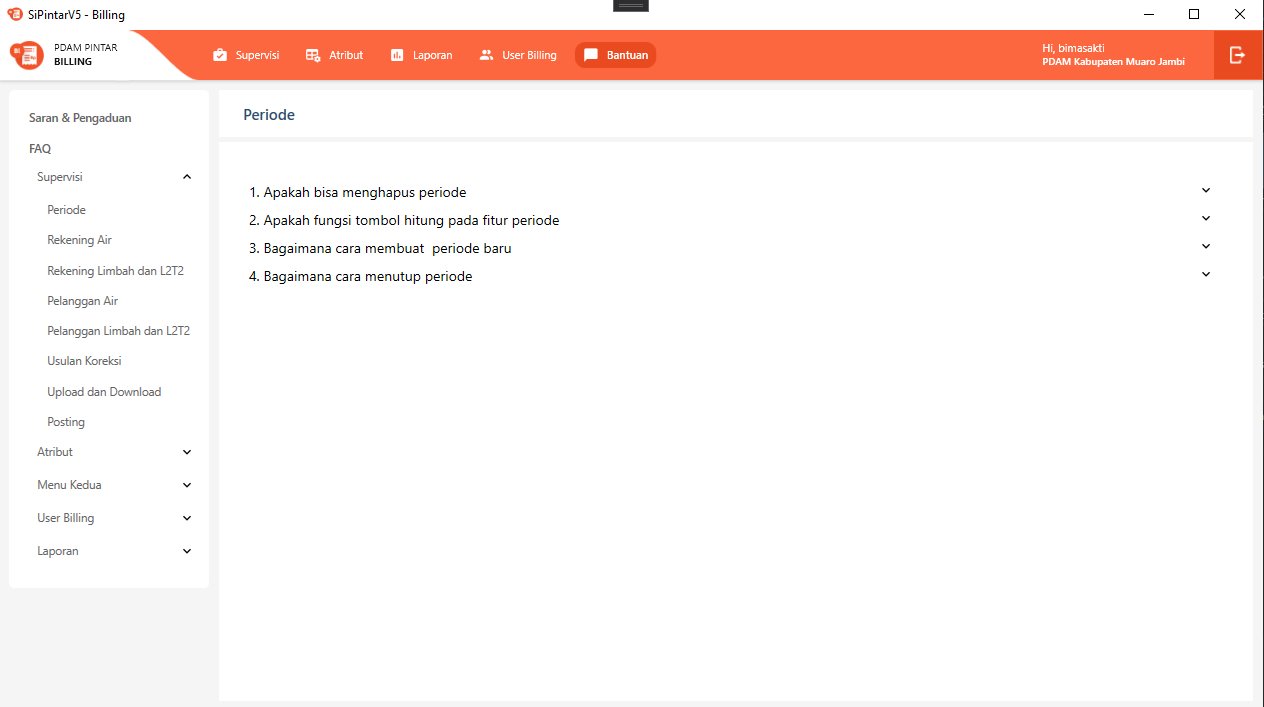 SiPintarV5 - Billing
PDAM PINTAR
BILLING
Supervisi
Atribut
Laporan
User Billing
Bantuan
Hi, bimasakti
PDAM Kabupaten Muaro Jambi
Saran & Pengaduan
FAQ
Supervisi
Periode
Rekening Air
Rekening Limbah dan L2T2
Pelanggan Air
Pelanggan Limbah dan L2T2
Usulan Koreksi
Upload dan Download
Posting
Atribut
Menu Kedua
User Billing
Laporan
Periode
1. Apakah bisa menghapus periode
2. Apakah fungsi tombol hitung pada fitur periode
3. Bagaimana cara membuat  periode baru
4. Bagaimana cara menutup periode